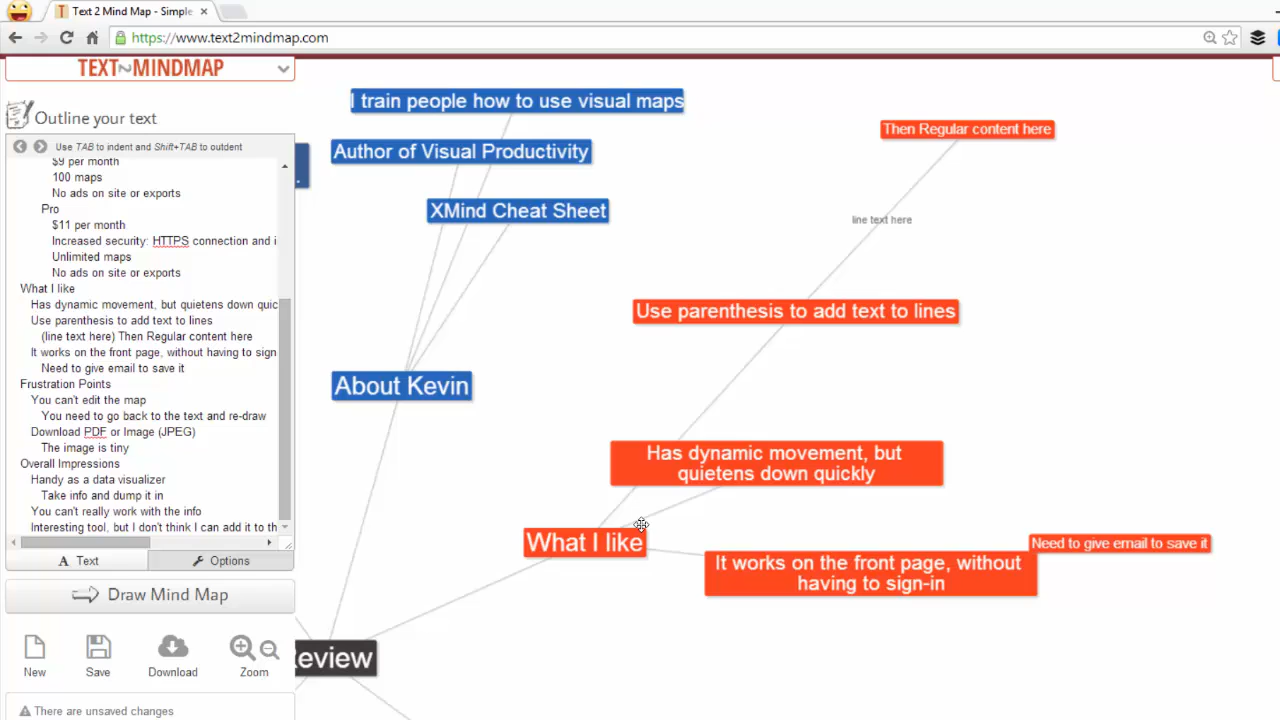 Text 2 Mind Map - Simple
https://www.text2mindmap.com
TEXT~MINDMAP
Outline your text
Use TAB to indent and Shift+TAB to outdent
$9 per month
100 maps
No ads on site or exports
Pro
$11 per month
Increased security: HTTPS connection and i
Unlimited maps
No ads on site or exports
What I like
Has dynamic movement, but quietens down quic
Use parenthesis to add text to lines
(line text here) Then Regular content here
It works on the front page, without having to sign
Need to give email to save it
Frustration Points
You can't edit the map
You need to go back to the text and re-draw
Download PDF or Image (JPEG)
The image is tiny
Overall Impressions
Handy as a data visualizer
Take info and dump it in
You can't really work with the info
Interesting tool, but I don't think I can add it to th
Text
Options
Draw Mind Map
New
Save
Download
Zoom
There are unsaved changes
I train people how to use visual maps
Author of Visual Productivity
XMind Cheat Sheet
About Kevin
Then Regular content here
line text here
Use parenthesis to add text to lines
Has dynamic movement, but
quietens down quickly
What I like
It works on the front page, without
having to sign-in
Need to give email to save it
eview